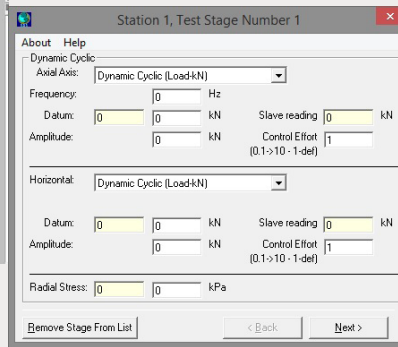 Station 1, Test Stage Number 1
About Help
Dynamic Cyclic
Axial Axis: Dynamic Cyclic (Load-kN)
Frequency: 0 Hz
Datum: 0 0 kN Slave reading 0 kN
Amplitude: 0 kN Control Effort 1
(0.1->10 - 1-def)
Horizontal: Dynamic Cyclic (Load-kN)
Datum: 0 0 kN Slave reading 0 kN
Amplitude: 0 kN Control Effort 1
(0.1->10 - 1-def)
Radial Stress: 0 0 kPa
Remove Stage From List < Back Next >